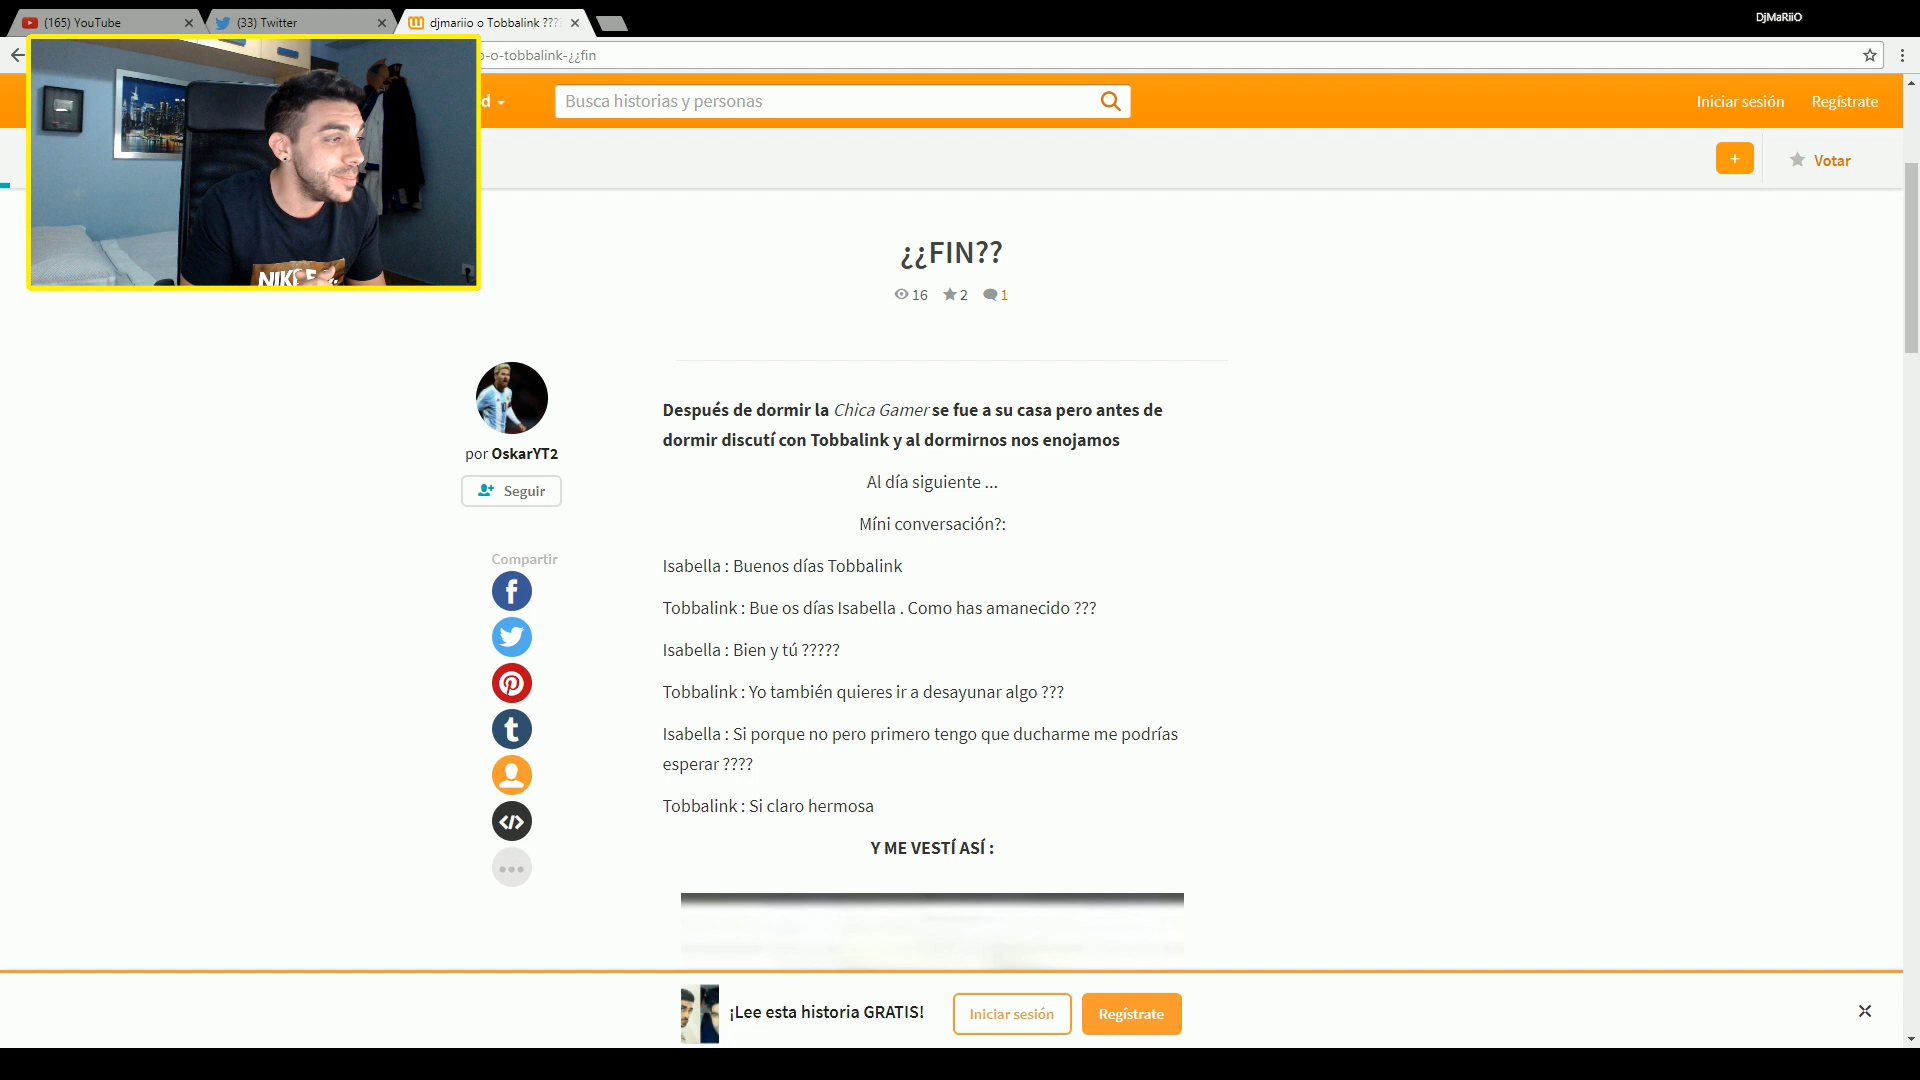 (165) YouTube
(33) Twitter
djmariio o Tobbalink ???
DjMaRiiO
-o-tobbalink-¿¿fin
d
Busca historias y personas
Iniciar sesión
Regístrate
+
Votar
NIKE
¿¿FIN??
16
2
1
Después de dormir la Chica Gamer se fue a su casa pero antes de
dormir discutí con Tobbalink y al dormirnos nos enojamos
por OskarYT2
Seguir
Al día siguiente ...
Míni conversación?:
Compartir
Isabella : Buenos días Tobbalink
Tobbalink : Bue os días Isabella . Como has amanecido ???
Isabella : Bien y tú ?????
Tobbalink : Yo también quieres ir a desayunar algo ???
Isabella : Si porque no pero primero tengo que ducharme me podrías
esperar ????
Tobbalink : Si claro hermosa
Y ME VESTÍ ASÍ :
¡Lee esta historia GRATIS!
Iniciar sesión
Regístrate